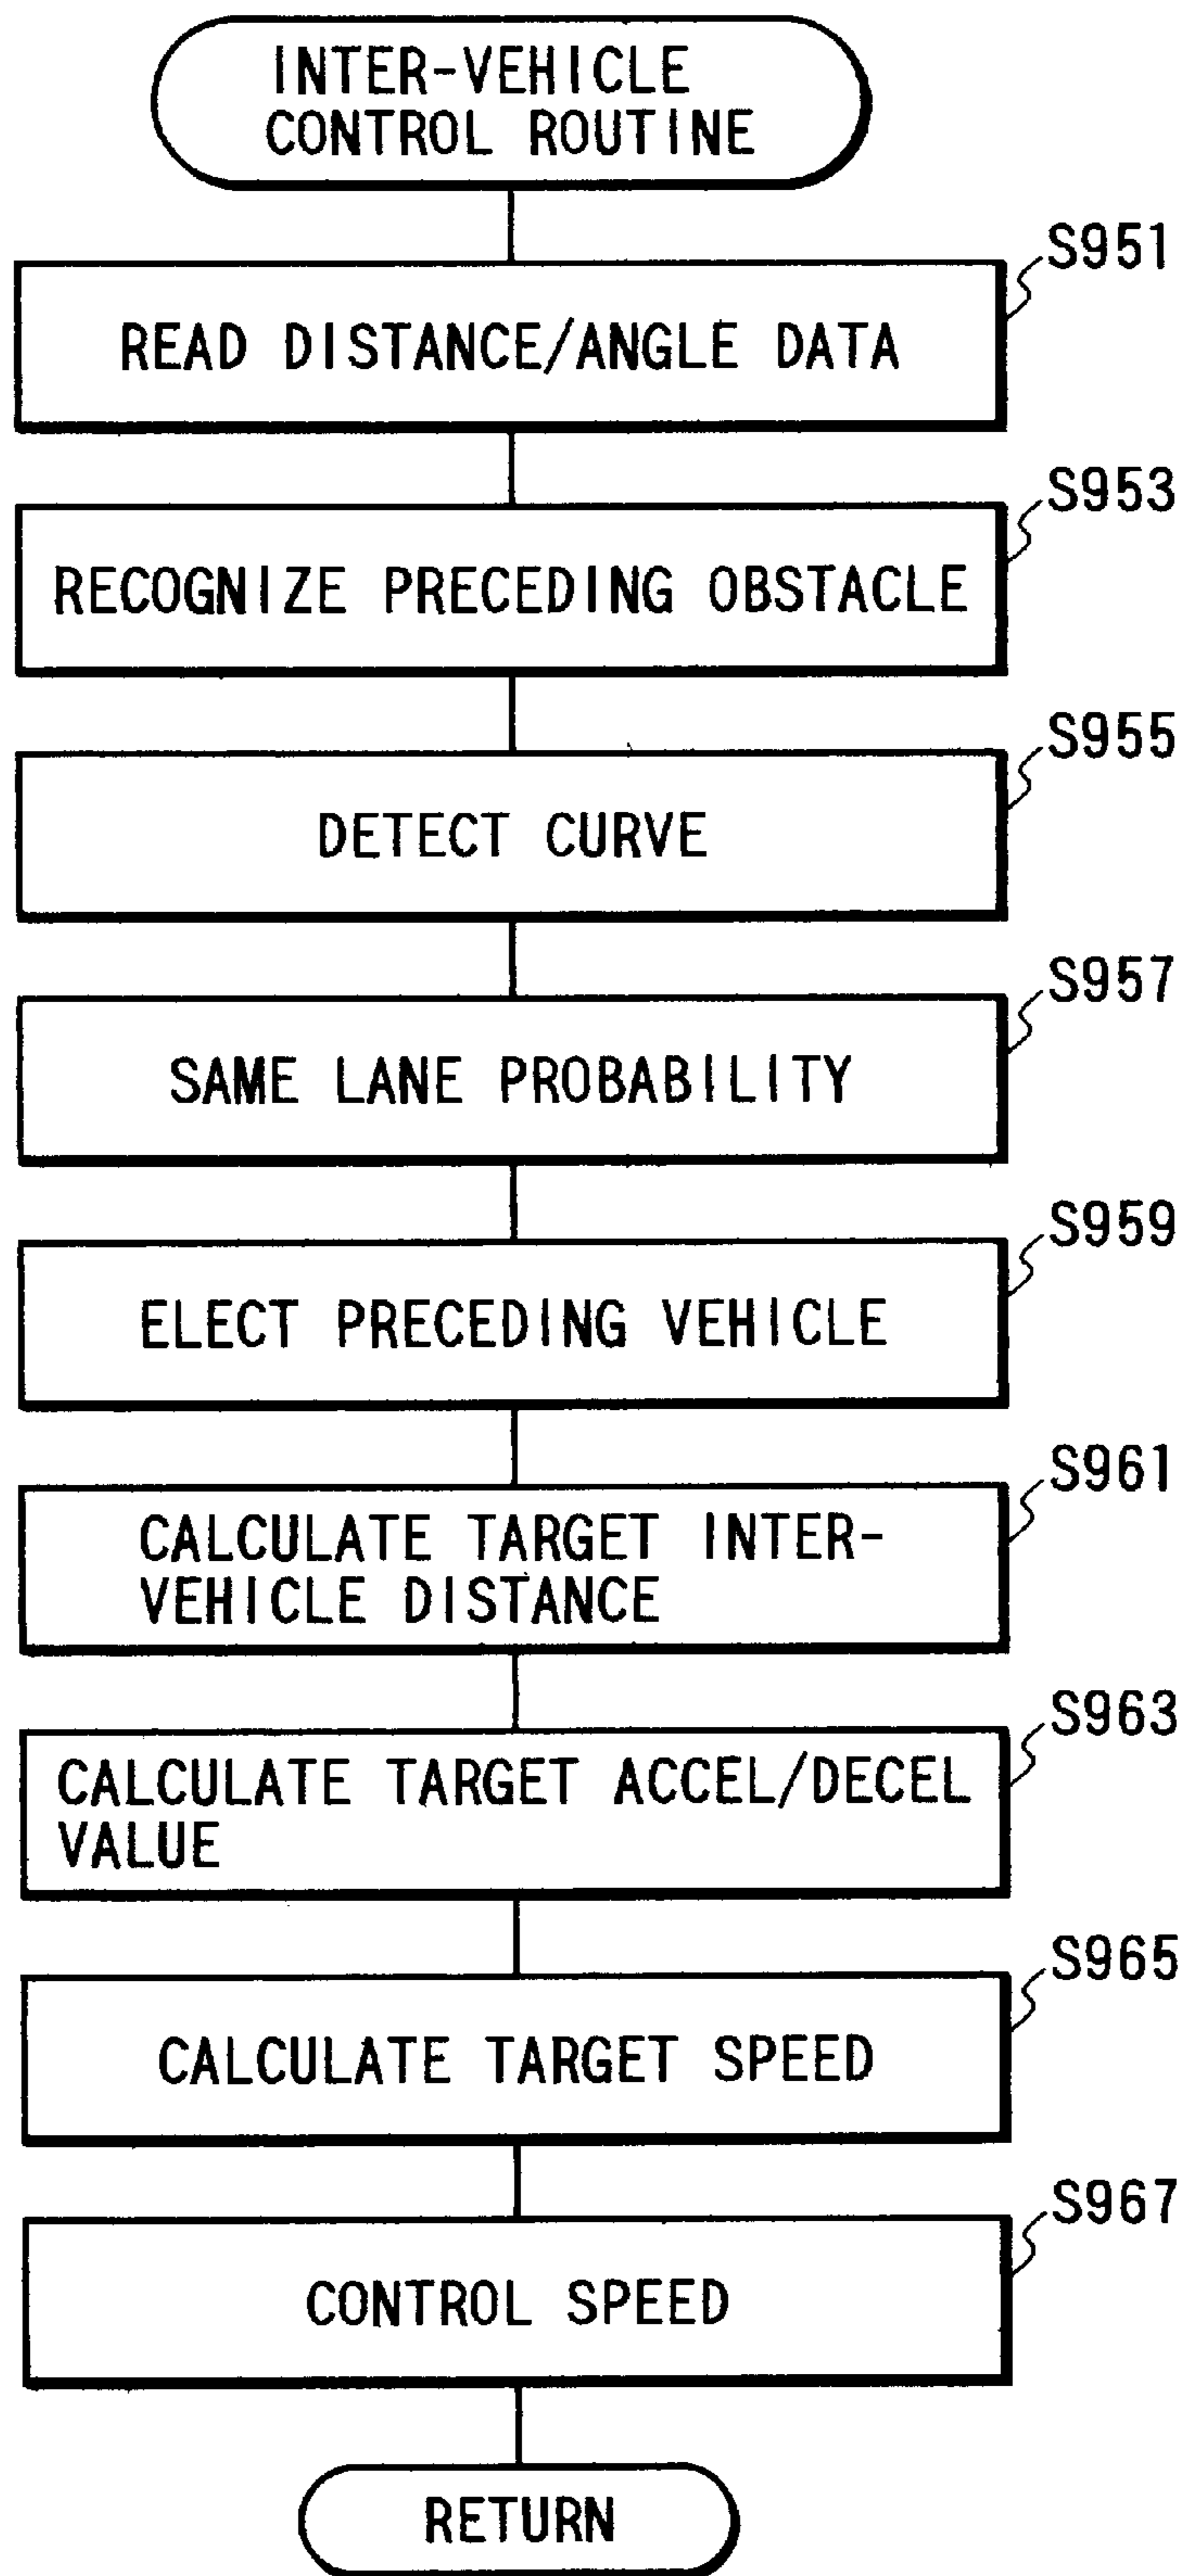 INTER-VEHICLE
CONTROL ROUTINE
S951
READ DISTANCE/ANGLE DATA
S953
RECOGNIZE PRECEDING OBSTACLE
S955
DETECT CURVE
S957
SAME LANE PROBABILITY
S959
ELECT PRECEDING VEHICLE
S961
CALCULATE TARGET INTER-
VEHICLE DISTANCE
S963
CALCULATE TARGET ACCEL/DECEL
VALUE
S965
CALCULATE TARGET SPEED
S967
CONTROL SPEED
RETURN